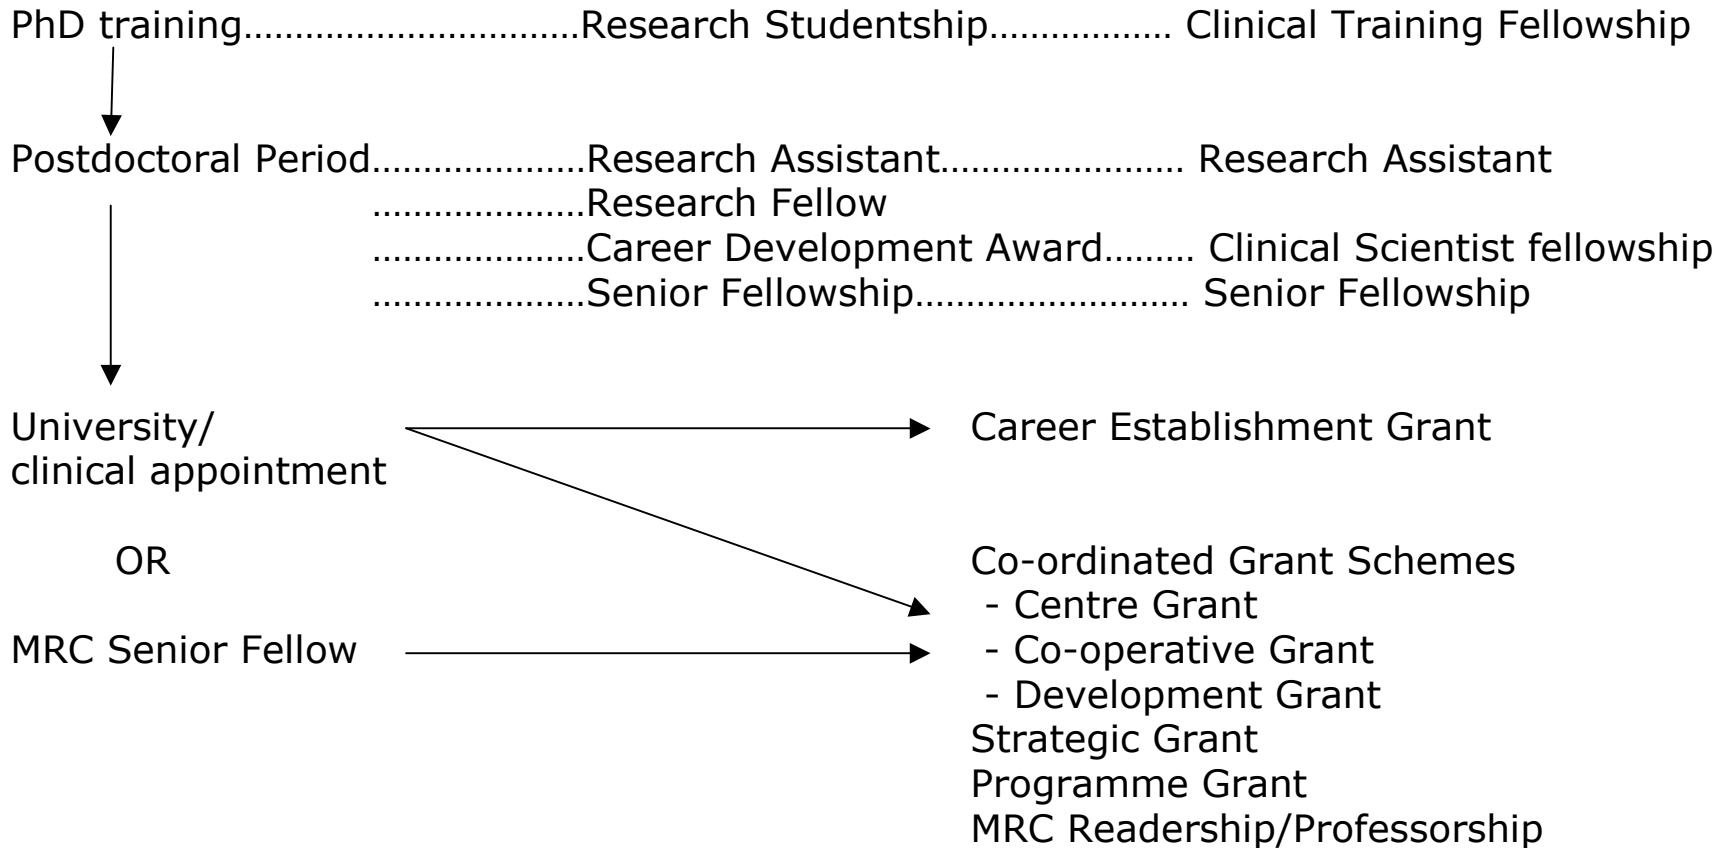 PhD training.................................Research Studentship.................. Clinical Training Fellowship
Postdoctoral Period.....................Research Assistant........................ Research Assistant
.....................Research Fellow
.....................Career Development Award......... Clinical Scientist fellowship
.....................Senior Fellowship........................... Senior Fellowship
University/
clinical appointment
Career Establishment Grant
OR
Co-ordinated Grant Schemes
- Centre Grant
MRC Senior Fellow
- Co-operative Grant
- Development Grant
Strategic Grant
Programme Grant
MRC Readership/Professorship